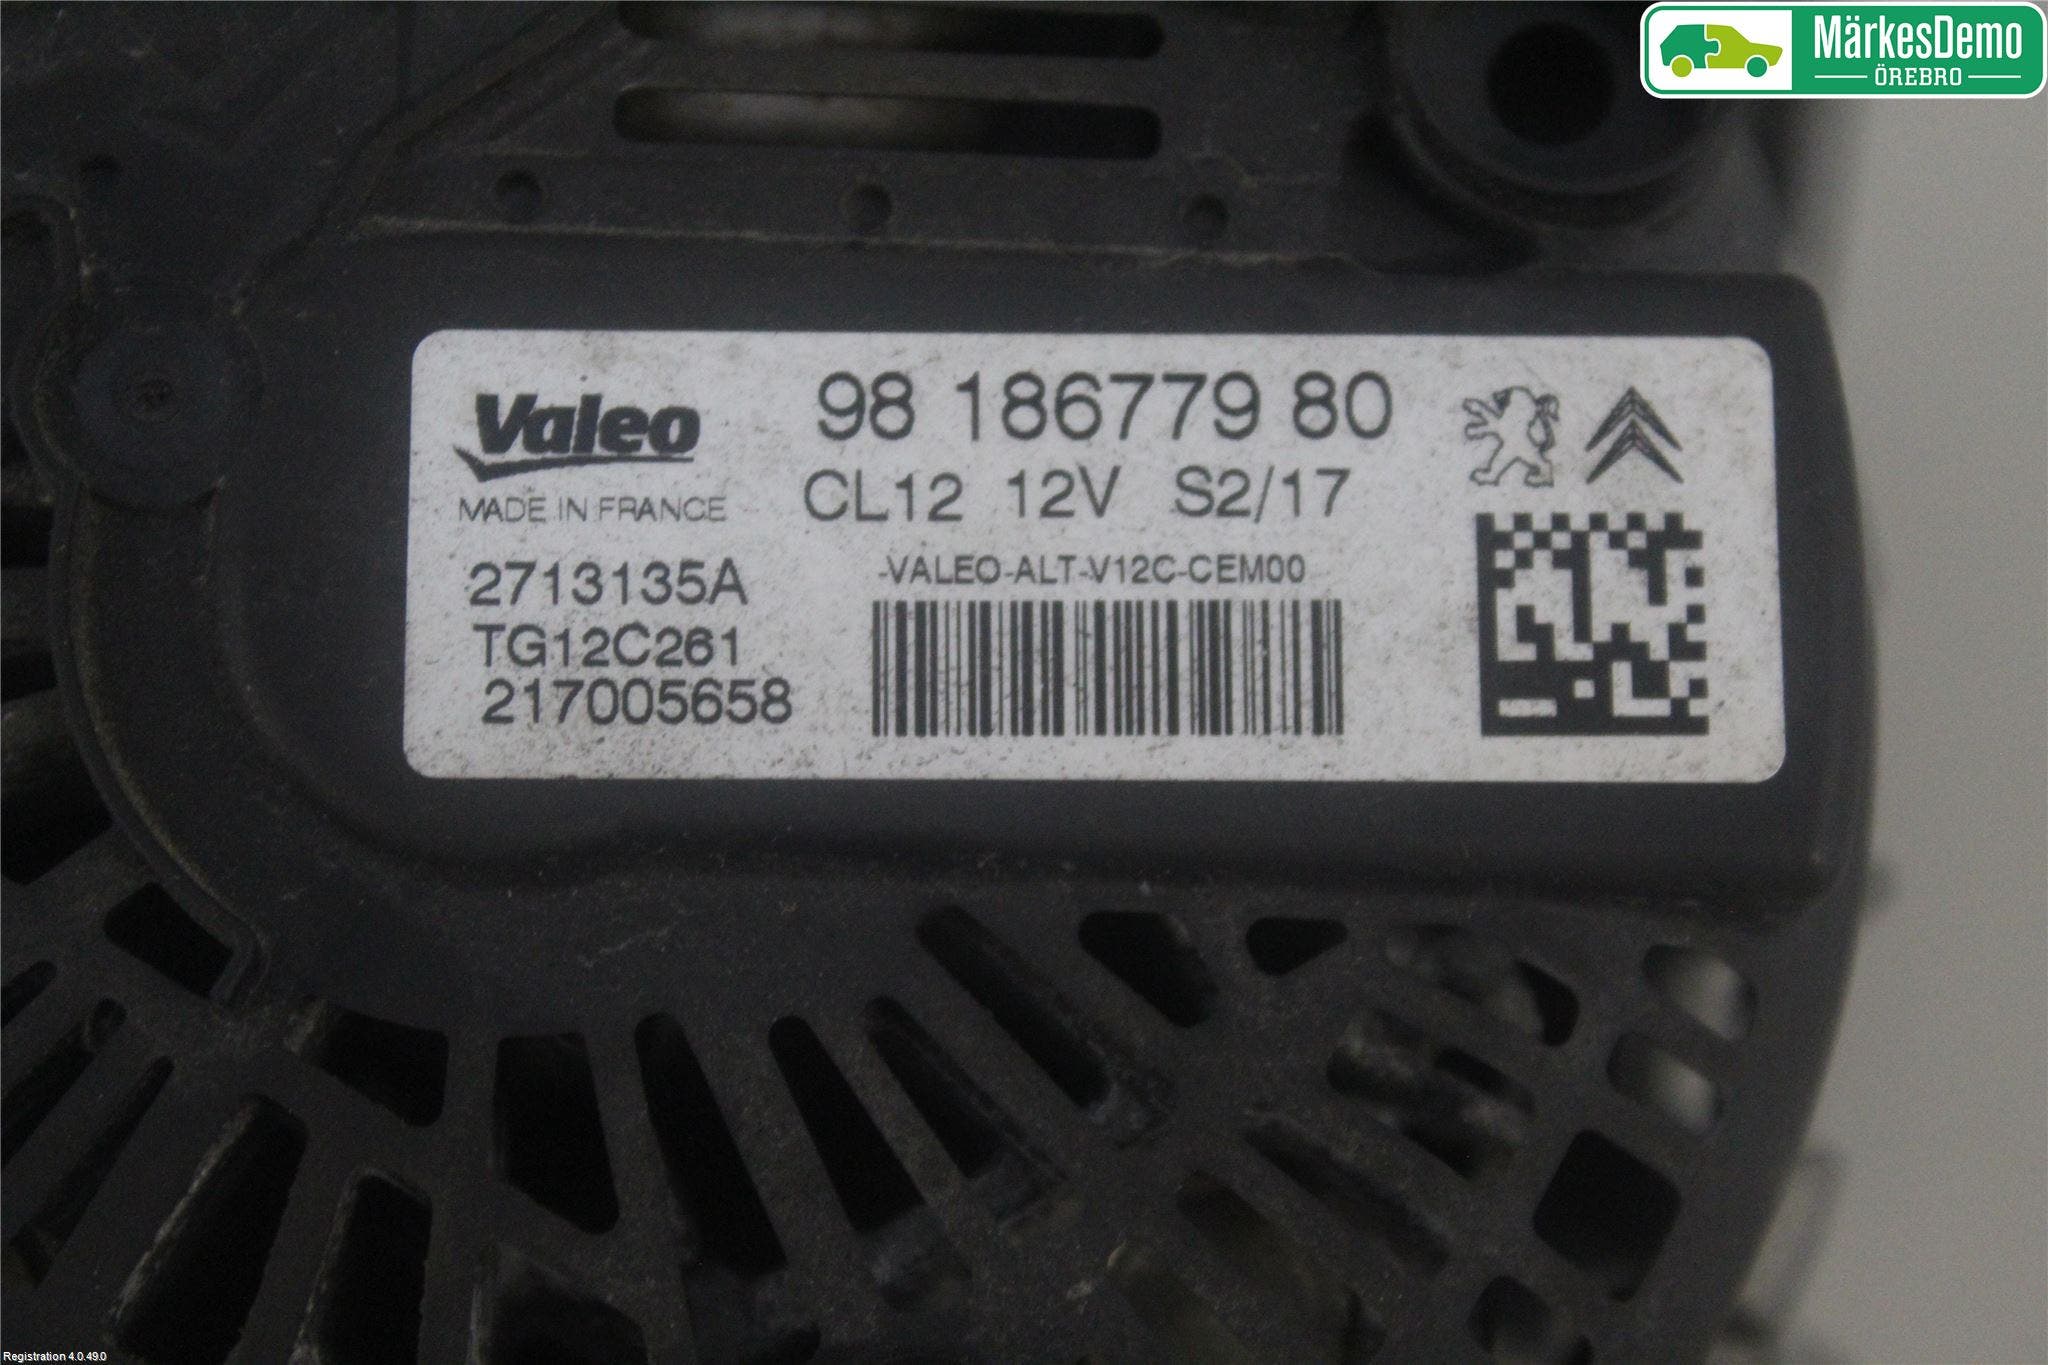 MärkesDemo
ÖREBRO
Valeo
MADE IN FRANCE
98 186779 80
CL12 12V S2/17
2713135A
TG12C261
217005658
-VALEO-ALT-V12C-CEM00
Registration 4.0.49.0